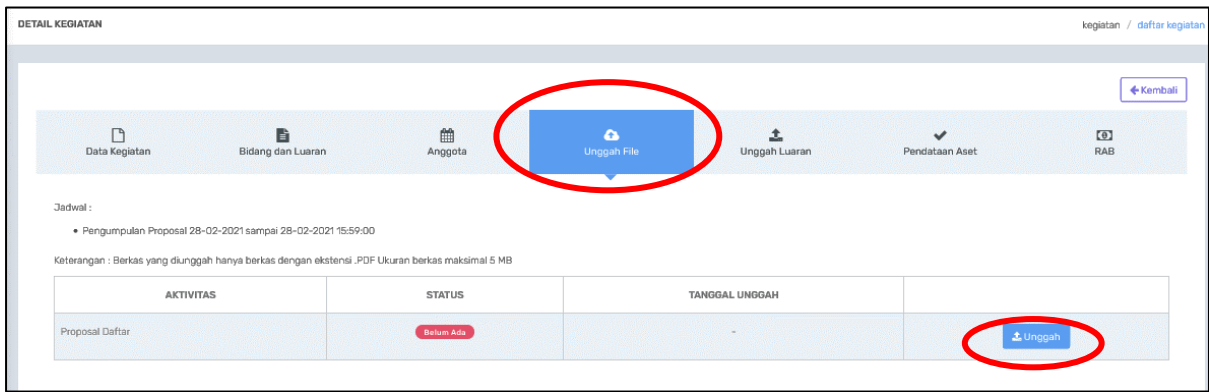 DETAIL KEGIATAN
kegiatan / daftar kegiatan
Kembali
Data Kegiatan
Bidang dan Luaran
Anggota
Unggah File
Unggah Luaran
Pendataan Aset
RAB
Jadwal :
• Pengumpulan Proposal 28-02-2021 sampai 28-02-2021 15:59:00
Keterangan : Berkas yang diunggah hanya berkas dengan ekstensi .PDF Ukuran berkas maksimal 5 MB
AKTIVITAS STATUS TANGGAL UNGGAH
Proposal Daftar Belum Ada - Unggah